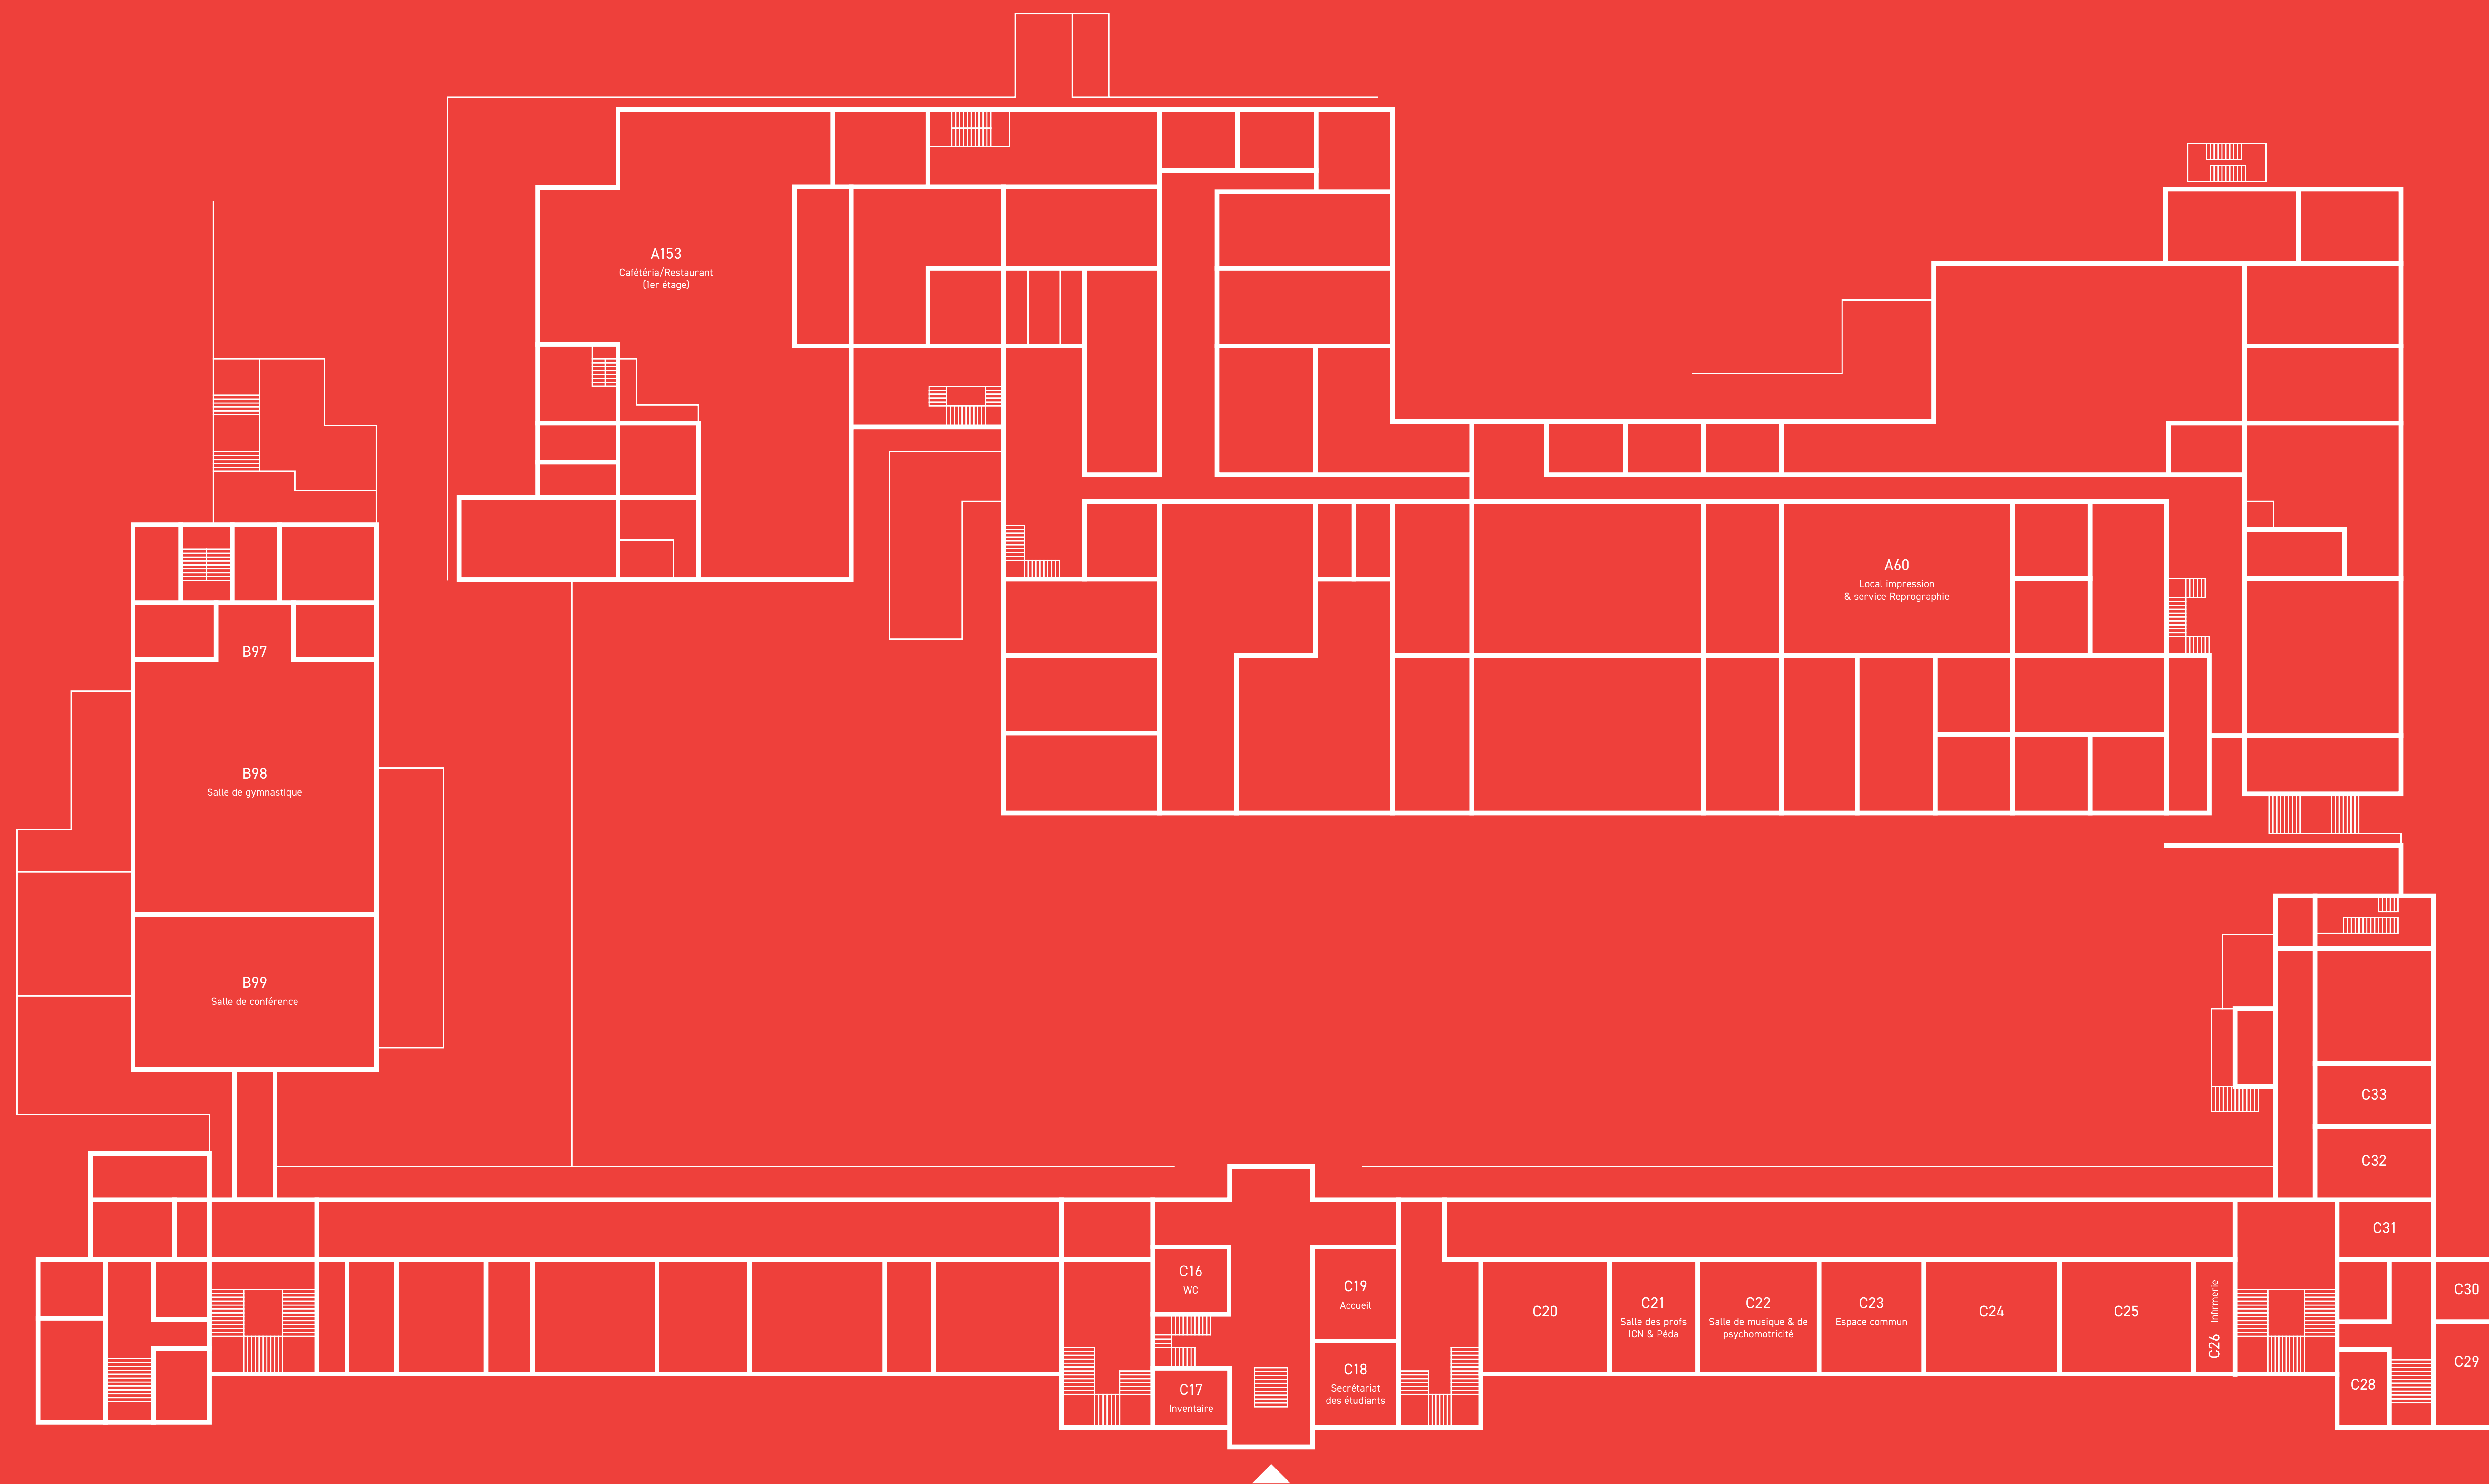 A153
Cafétéria/Restaurant
(1er étage)
A60
Local impression
& service Reprographie
B97
B98
Salle de gymnastique
B99
Salle de conférence
C33
C32
C31
C30
C29
C28
C16
WC
C17
Inventaire
C19
Accueil
C18
Secrétariat
des étudiants
C20
C21
Salle des profs
ICN & Péda
C22
Salle de musique & de
psychomotricité
C23
Espace commun
C24
C25
C26 Infirmerie